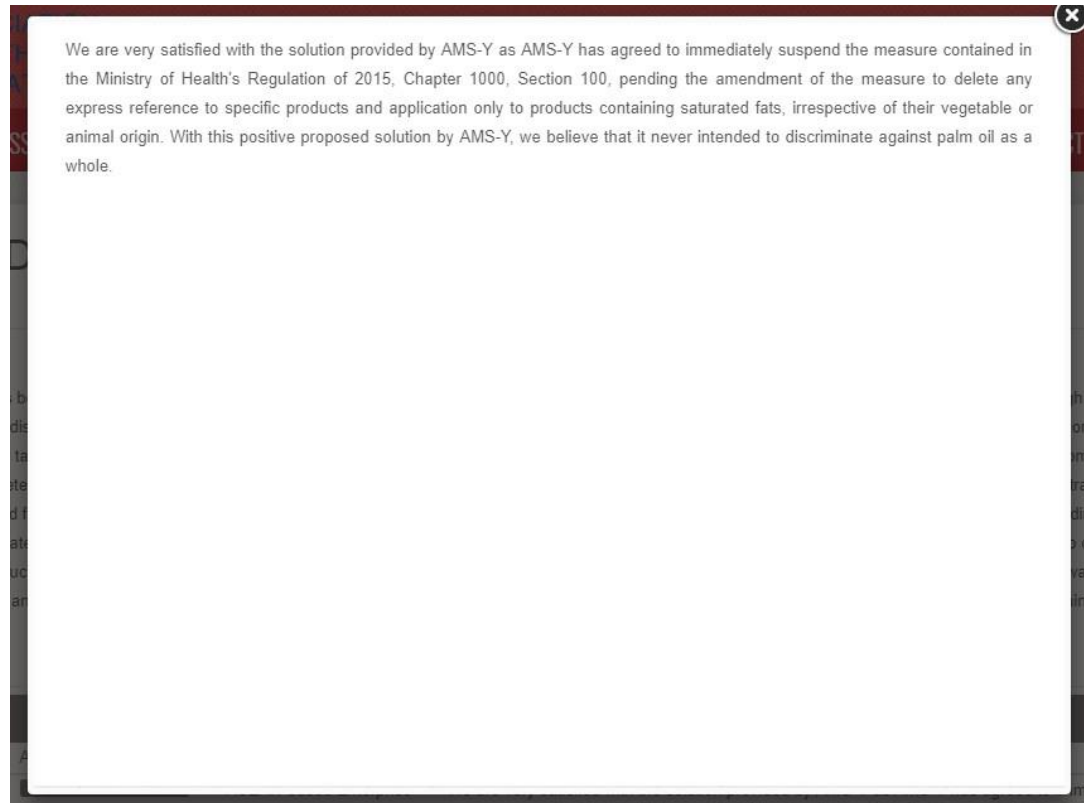 We are very satisfied with the solution provided by AMS-Y as AMS-Y has agreed to immediately suspend the measure contained in
the Ministry of Health's Regulation of 2015, Chapter 1000, Section 100, pending the amendment of the measure to delete any
express reference to specific products and application only to products containing saturated fats, irrespective of their vegetable or
animal origin. With this positive proposed solution by AMS-Y, we believe that it never intended to discriminate against palm oil as a
whole.